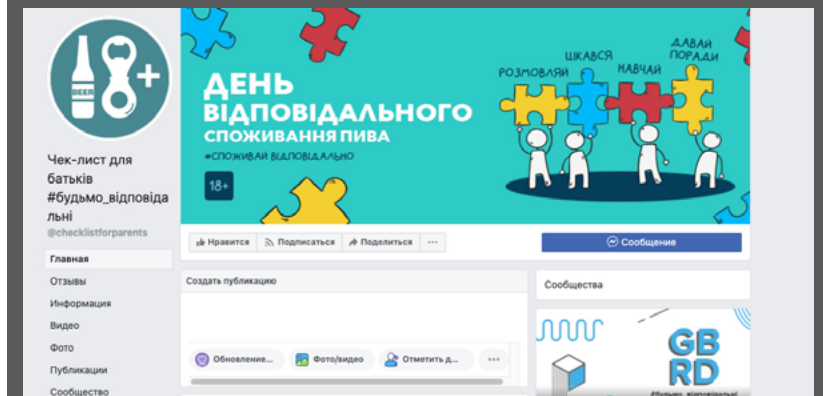 BEER
18+
Чек-лист для
батьків
#будьмо_відповіда
льні
@checklistforparents
Главная
Отзывы
Информация
Видео
Фото
Публикации
Сообщество
ДЕНЬ
ВІДПОВІДАЛЬНОГО
СПОЖИВАННЯ ПИВА
#СПОЖИВАЙ ВІДПОВІДАЛЬНО
18+
РОЗМОВЛЯЙ
ЦІКАВСЯ
НАВЧАЙ
ДАВАЙ
ПОРАДИ
Нравится
Подписаться
Поделиться
Сообщение
Создать публикацию
Обновление...
Фото/видео
Отметить д...
Сообщества
GB
RD
#будьмо_відповідальні